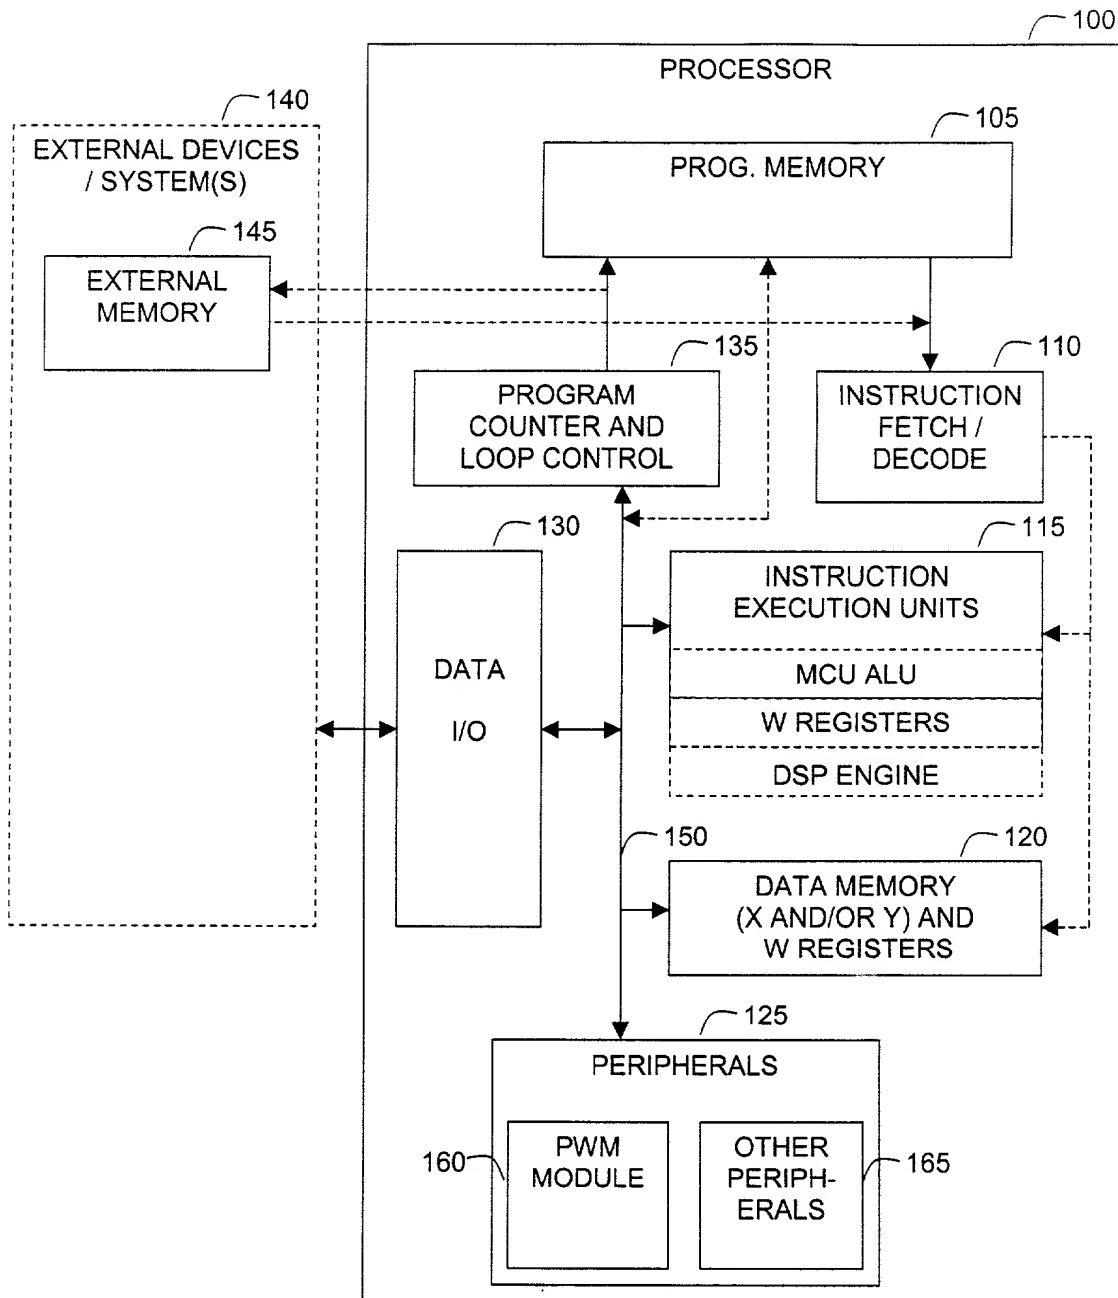 100
PROCESSOR
140
EXTERNAL DEVICES
/ SYSTEM(S)
105
PROG. MEMORY
145
EXTERNAL
MEMORY
135
PROGRAM
COUNTER AND
LOOP CONTROL
110
INSTRUCTION
FETCH /
DECODE
130
DATA
I/O
115
INSTRUCTION
EXECUTION UNITS
MCU ALU
W REGISTERS
DSP ENGINE
150
120
DATA MEMORY
(X AND/OR Y) AND
W REGISTERS
125
PERIPHERALS
160
PWM
MODULE
OTHER
PERIPH-
ERALS
165